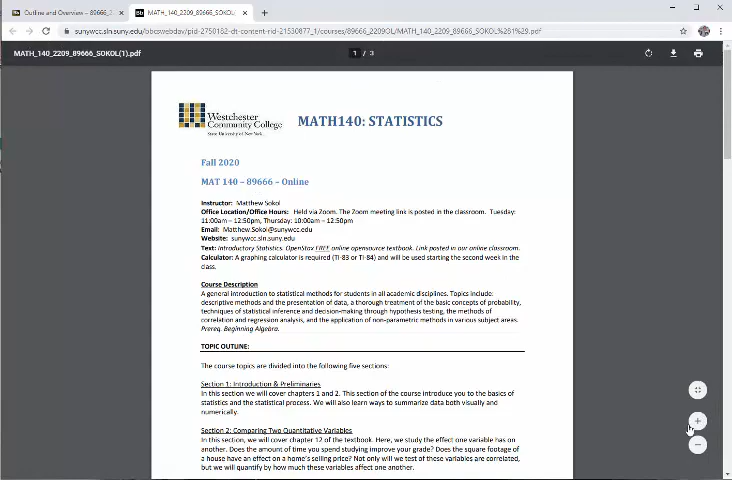 Outline and Overview – 89666_2
MATH_140_2209_89666_SOKOL
sunywcc.sln.suny.edu/bbcswebdav/pid-2750182-dt-content-rid-21530877_1/courses/89666_2209OL/MATH_140_2209_89666_SOKOL%281%29.pdf
MATH_140_2209_89666_SOKOL(1).pdf
1 / 3
Westchester
Community College
State University of New York
MATH140: STATISTICS
Fall 2020
MAT 140 – 89666 – Online
Instructor: Matthew Sokol
Office Location/Office Hours: Held via Zoom. The Zoom meeting link is posted in the classroom. Tuesday:
11:00am – 12:50pm, Thursday: 10:00am – 12:50pm
Email: Matthew.Sokol@sunywcc.edu
Website: sunywcc.sln.suny.edu
Text: Introductory Statistics. OpenStax FREE online opensource textbook. Link posted in our online classroom.
Calculator: A graphing calculator is required (TI-83 or TI-84) and will be used starting the second week in the
class.
Course Description
A general introduction to statistical methods for students in all academic disciplines. Topics include:
descriptive methods and the presentation of data, a thorough treatment of the basic concepts of probability,
techniques of statistical inference and decision-making through hypothesis testing, the methods of
correlation and regression analysis, and the application of non-parametric methods in various subject areas.
Prereq. Beginning Algebra.
TOPIC OUTLINE:
The course topics are divided into the following five sections:
Section 1: Introduction & Preliminaries
In this section we will cover chapters 1 and 2. This section of the course introduce you to the basics of
statistics and the statistical process. We will also learn ways to summarize data both visually and
numerically.
Section 2: Comparing Two Quantitative Variables
In this section, we will cover chapter 12 of the textbook. Here, we study the effect one variable has on
another. Does the amount of time you spend studying improve your grade? Does the square footage of
a house have an effect on a home's selling price? Not only will we test of these variables are correlated,
but we will quantify by how much these variables affect one another.